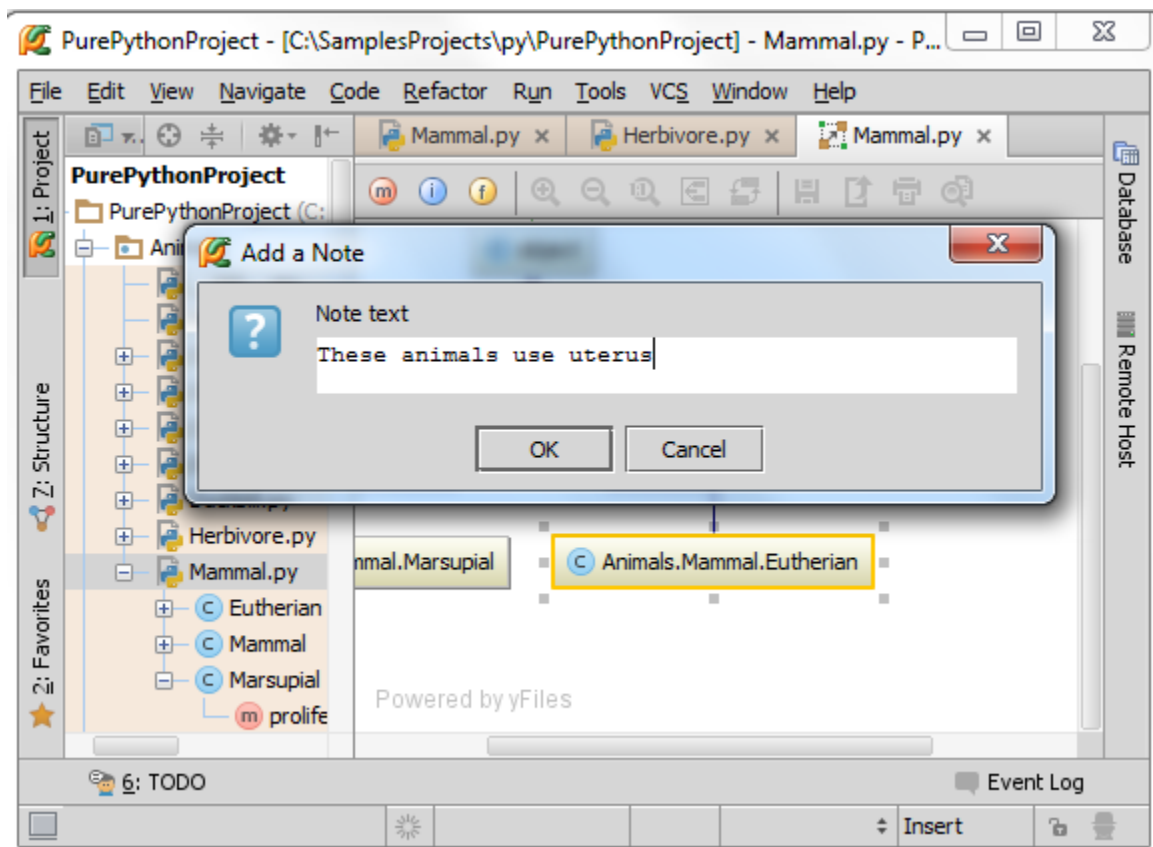 PurePythonProject - [C:\SamplesProjects\py\PurePythonProject] - Mammal.py - P...
File Edit View Navigate Code Refactor Run Tools VCS Window Help
Mammal.py Herbivore.py Mammal.py
1: Project
Z: Structure
2: Favorites
PurePythonProject
PurePythonProject (C:
Ani
m i f
Add a Note
Note text
These animals use uterus
OK Cancel
Herbivore.py
Mammal.py
C Eutherian
C Mammal
C Marsupial
m prolife
mmal.Marsupial
C Animals.Mammal.Eutherian
Powered by yFiles
Database
Remote Host
6: TODO
Event Log
Insert